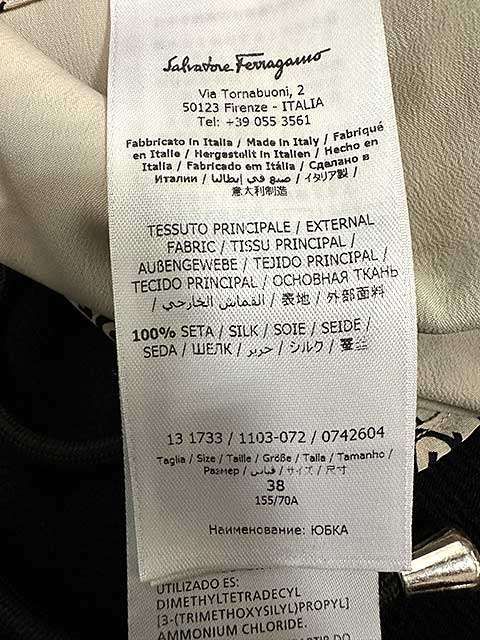 Salvatore Ferragamo
Via Tornabuoni, 2
50123 Firenze - ITALIA
Tel: +39 055 3561
Fabbricato in Italia / Made in Italy / Fabriqué
en Italie / Hergestellt in Italien / Hecho en
Italia / Fabricado em Itália / Сделано в
Италии / صنع في إيطاليا / イタリア製 /
意大利制造
TESSUTO PRINCIPALE / EXTERNAL
FABRIC / TISSU PRINCIPAL /
AUßENGEWEBE / TEJIDO PRINCIPAL /
TECIDO PRINCIPAL / ОСНОВНАЯ ТКАНЬ
/ القماش الخارجي / 表地 / 外部面料
100% SETA / SILK / SOIE / SEIDE /
SEDA / ШЕЛК / حرير / シルク /
13 1733 / 1103-072 / 0742604
Taglia / Size / Taille / Größe / Talla / Tamanho /
Размер / قياس / サイズ / 尺寸
38
155/70A
Наименование: ЮБКА
UTILIZADO ES:
DIMETHYLTETRADECYL
[3-(TRIMETHOXYSILYL)PROPYL]
AMMONIUM CHLORIDE.